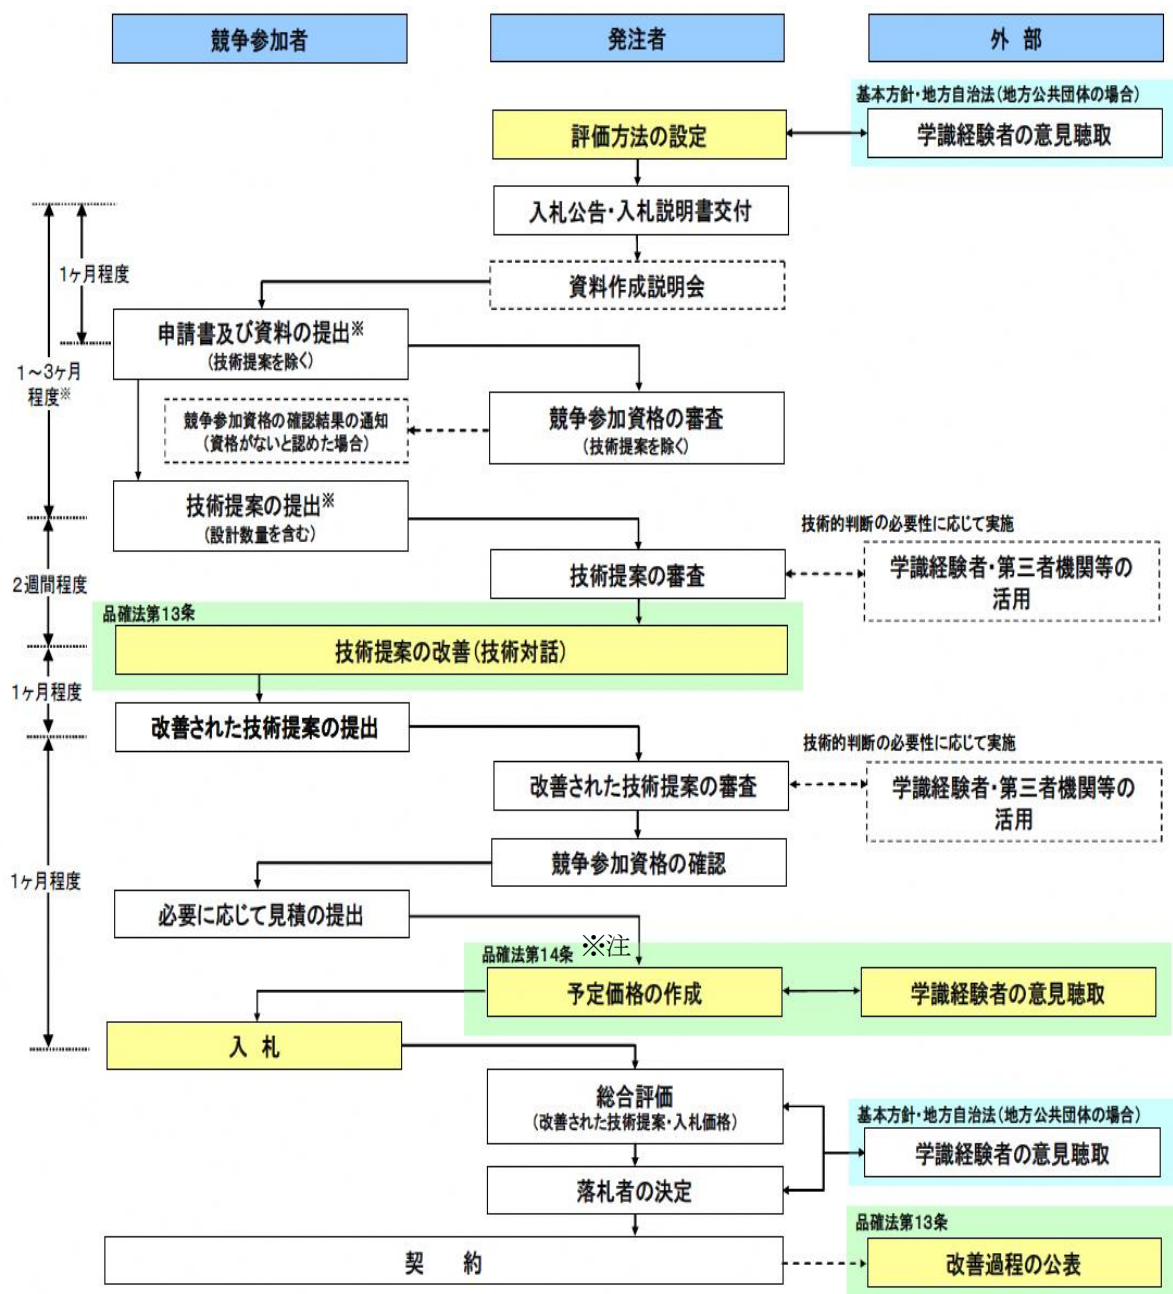 競争参加者
発注者
外 部
基本方針・地方自治法(地方公共団体の場合)
評価方法の設定
学識経験者の意見聴取
入札公告・入札説明書交付
1ヶ月程度
資料作成説明会
申請書及び資料の提出※
(技術提案を除く)
1～3ヶ月
程度※
競争参加資格の確認結果の通知
(資格がないと認めた場合)
競争参加資格の審査
(技術提案を除く)
技術提案の提出※
(設計数量を含む)
技術的判断の必要性に応じて実施
2週間程度
技術提案の審査
学識経験者・第三者機関等の
活用
品確法第13条
技術提案の改善(技術対話)
1ヶ月程度
改善された技術提案の提出
技術的判断の必要性に応じて実施
改善された技術提案の審査
学識経験者・第三者機関等の
活用
1ヶ月程度
競争参加資格の確認
必要に応じて見積の提出
品確法第14条 ※注
予定価格の作成
学識経験者の意見聴取
入 札
総合評価
(改善された技術提案・入札価格)
基本方針・地方自治法(地方公共団体の場合)
学識経験者の意見聴取
落札者の決定
品確法第13条
契 約
改善過程の公表